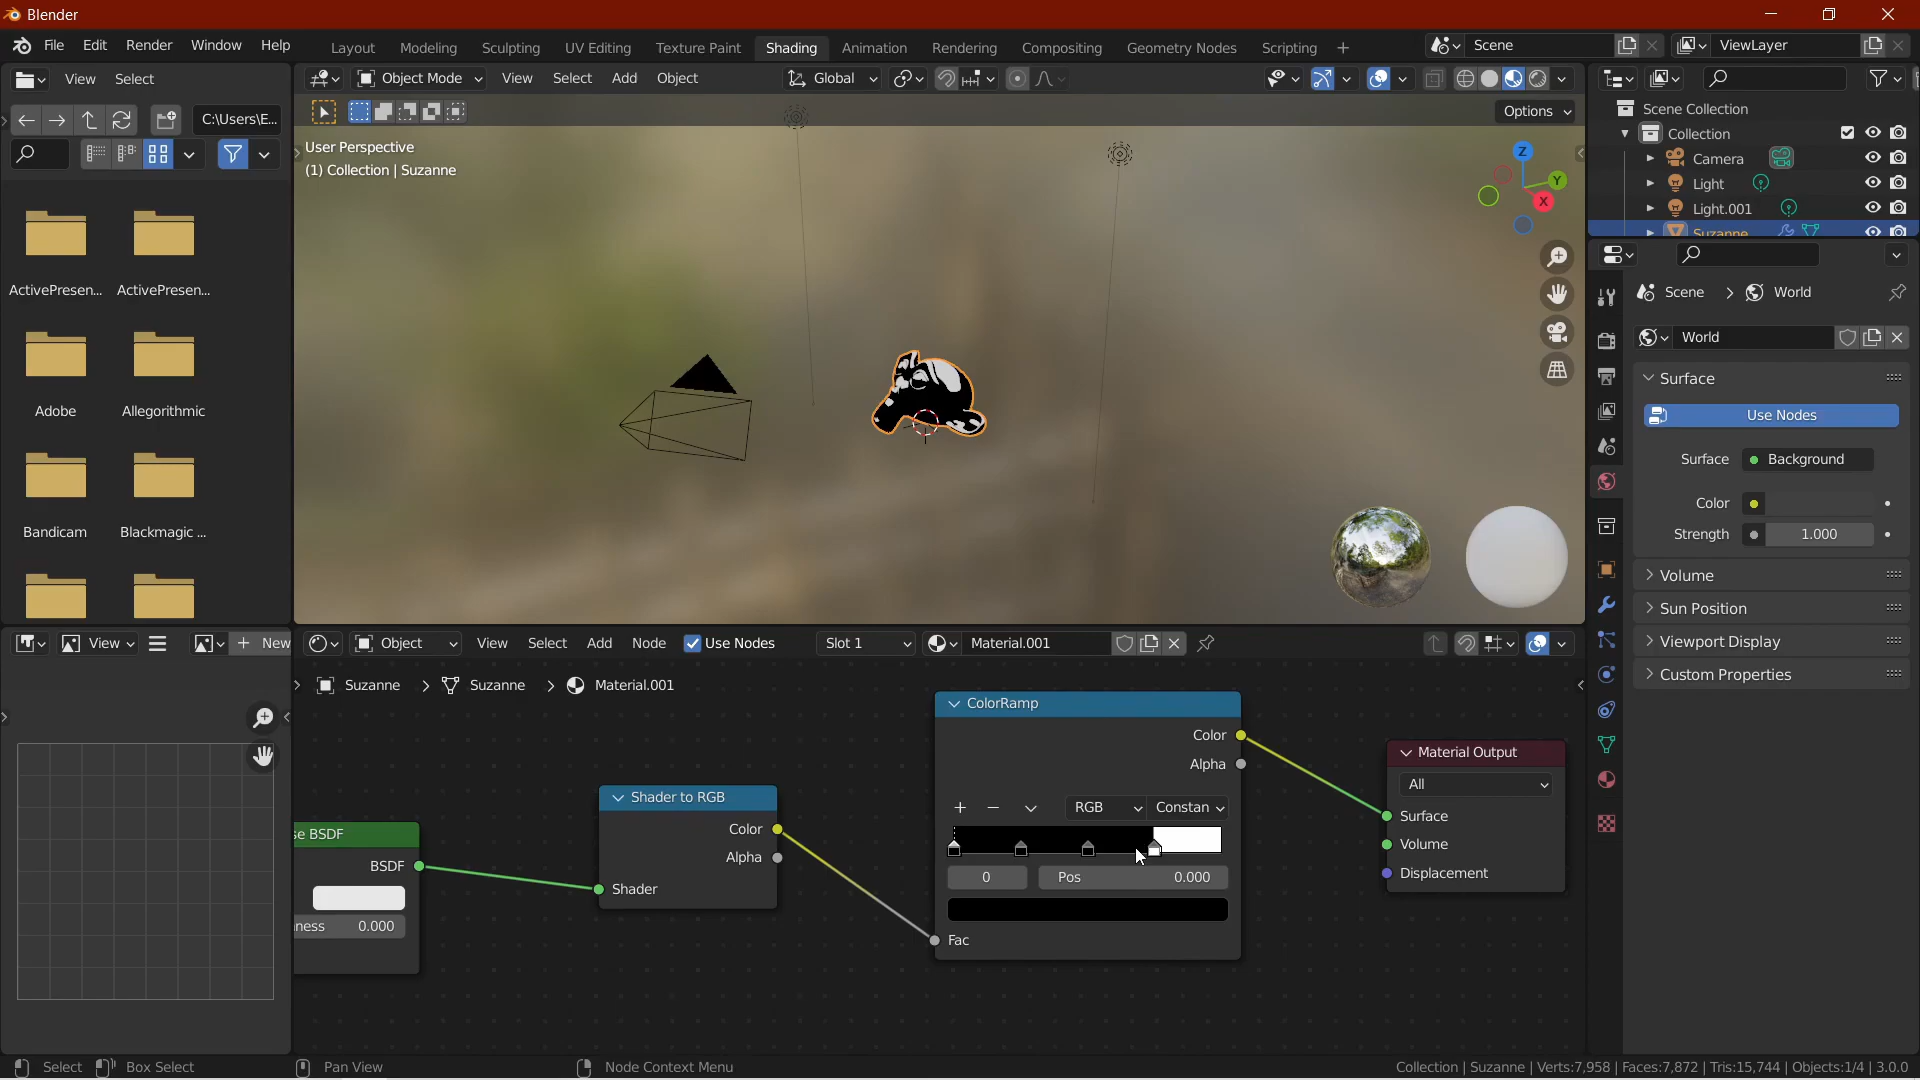 Blender
File Edit Render Window Help
Layout Modeling Sculpting UV Editing Texture Paint Shading Animation Rendering Compositing Geometry Nodes Scripting +
Scene
ViewLayer
View Select
C:\Users\E...
ActivePresen...
ActivePresen...
Adobe
Allegorithmic
Bandicam
Blackmagic ...
Object Mode View Select Add Object
Global
Options
User Perspective
(1) Collection | Suzanne
Z
Y
X
Scene Collection
Collection
Camera
Light
Light.001
Suzanne
Scene > World
World
Surface
Use Nodes
Surface Background
Color
Strength 1.000
Volume
Sun Position
Viewport Display
Custom Properties
View
+ New
Object View Select Add Node Use Nodes
Slot 1
Material.001
Suzanne > Suzanne > Material.001
se BSDF
BSDF
ness 0.000
Shader to RGB
Color
Alpha
Shader
ColorRamp
Color
Alpha
RGB Constan
0 Pos 0.000
Fac
Material Output
All
Surface
Volume
Displacement
Select Box Select Pan View Node Context Menu
Collection | Suzanne | Verts:7,958 | Faces:7,872 | Tris:15,744 | Objects:1/4 | 3.0.0